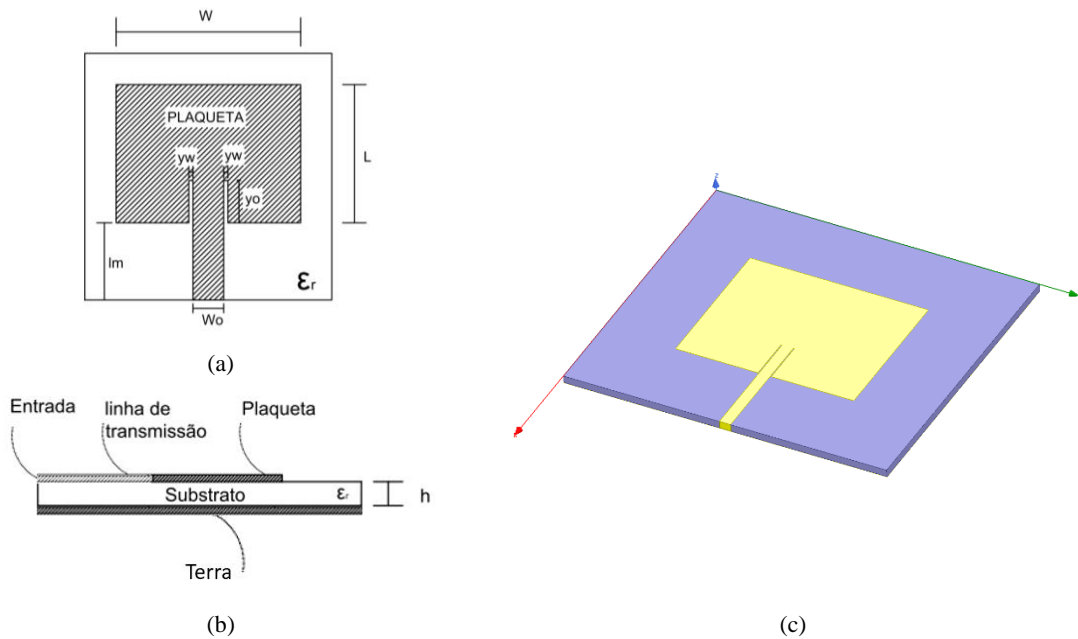 W
PLAQUETA
yw yw
L
yo
lm
εr
Wo
(a)
Entrada
linha de
transmissão
Plaqueta
Substrato
εr
h
Terra
(b)
z
(c)